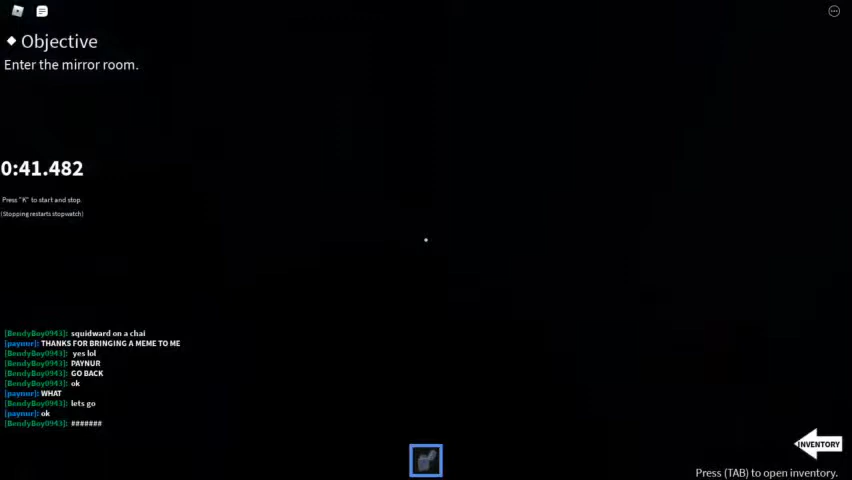 Objective
Enter the mirror room.
0:41.482
Press "K" to start and stop.
(Stopping restarts stopwatch)
[BendyBoy0943]: squidward on a chai
[paynur]: THANKS FOR BRINGING A MEME TO ME
[BendyBoy0943]: yes lol
[BendyBoy0943]: PAYNUR
[BendyBoy0943]: GO BACK
[BendyBoy0943]: ok
[paynur]: WHAT
[BendyBoy0943]: lets go
[paynur]: ok
[BendyBoy0943]: #######
INVENTORY
Press (TAB) to open inventory.